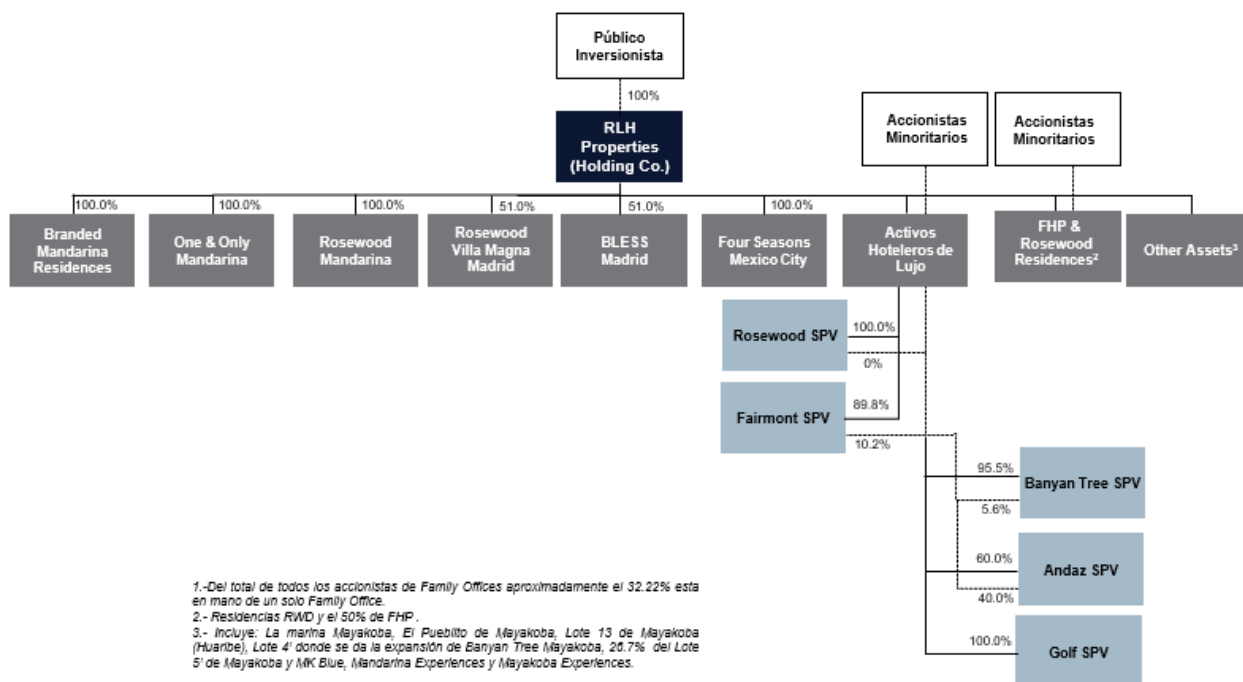 Público
Inversionista
100%
RLH
Properties
(Holding Co.)
Accionistas
Minoritarios
Accionistas
Minoritarios
100.0%
100.0%
100.0%
51.0%
51.0%
100.0%
Branded
Mandarina
Residences
One & Only
Mandarina
Rosewood
Mandarina
Rosewood
Villa Magna
Madrid
BLESS
Madrid
Four Seasons
Mexico City
Activos
Hoteleros de
Lujo
FHP &
Rosewood
Residences²
Other Assets³
Rosewood SPV
100.0%
0%
Fairmont SPV
89.8%
10.2%
95.5%
Banyan Tree SPV
5.6%
60.0%
Andaz SPV
40.0%
100.0%
Golf SPV
1.-Del total de todos los accionistas de Family Offices aproximadamente el 32.22% esta
en mano de un solo Family Office.
2.- Residencias RWD y el 50% de FHP .
3.- Incluye: La marina Mayakoba, El Pueblito de Mayakoba, Lote 13 de Mayakoba
(Huaribe), Lote 4' donde se da la expansión de Banyan Tree Mayakoba, 26.7% del Lote
5' de Mayakoba y MK Blue, Mandarina Experiences y Mayakoba Experiences.